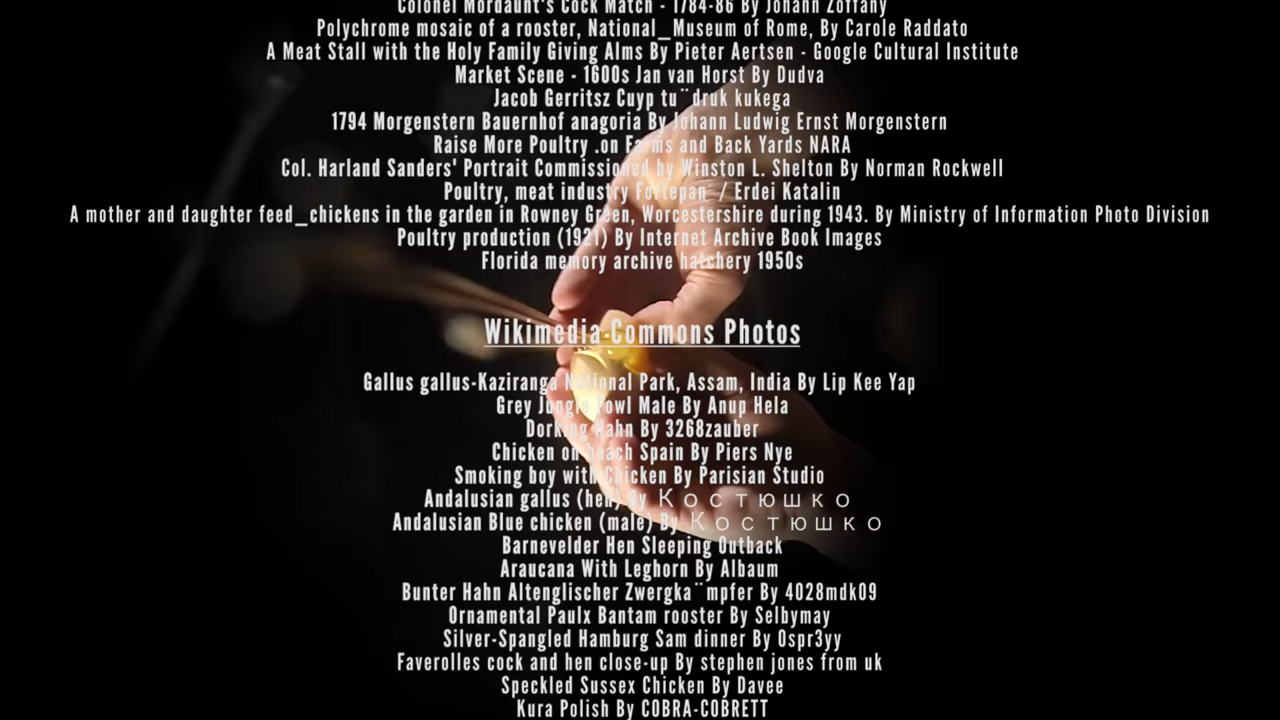 Colonel Mordaunt's Cock Match - 1784-86 By Johann Zoffany
Polychrome mosaic of a rooster, National_Museum of Rome, By Carole Raddato
A Meat Stall with the Holy Family Giving Alms By Pieter Aertsen - Google Cultural Institute
Market Scene - 1600s Jan van Horst By Dudva
Jacob Gerritsz Cuyp tu¨druk kukega
1794 Morgenstern Bauernhof anagoria By Johann Ludwig Ernst Morgenstern
Raise More Poultry .on Farms and Back Yards NARA
Col. Harland Sanders' Portrait Commissioned by Winston L. Shelton By Norman Rockwell
Poultry, meat industry Fortepan / Erdei Katalin
A mother and daughter feed_chickens in the garden in Rowney Green, Worcestershire during 1943. By Ministry of Information Photo Division
Poultry production (1921) By Internet Archive Book Images
Florida memory archive hatchery 1950s
Wikimedia Commons Photos
Gallus gallus-Kaziranga National Park, Assam, India By Lip Kee Yap
Grey Jungle Fowl Male By Anup Hela
Dorking Hahn By 3268zauber
Chicken on beach Spain By Piers Nye
Smoking boy with Chicken By Parisian Studio
Andalusian gallus (hen) By Костюшко
Andalusian Blue chicken (male) By Костюшко
Barnevelder Hen Sleeping Outback
Araucana With Leghorn By Albaum
Bunter Hahn Altenglischer Zwergka¨mpfer By 4028mdk09
Ornamental Paulx Bantam rooster By Selbymay
Silver-Spangled Hamburg Sam dinner By Ospr3yy
Faverolles cock and hen close-up By stephen jones from uk
Speckled Sussex Chicken By Davee
Kura Polish By COBRA-COBRETT